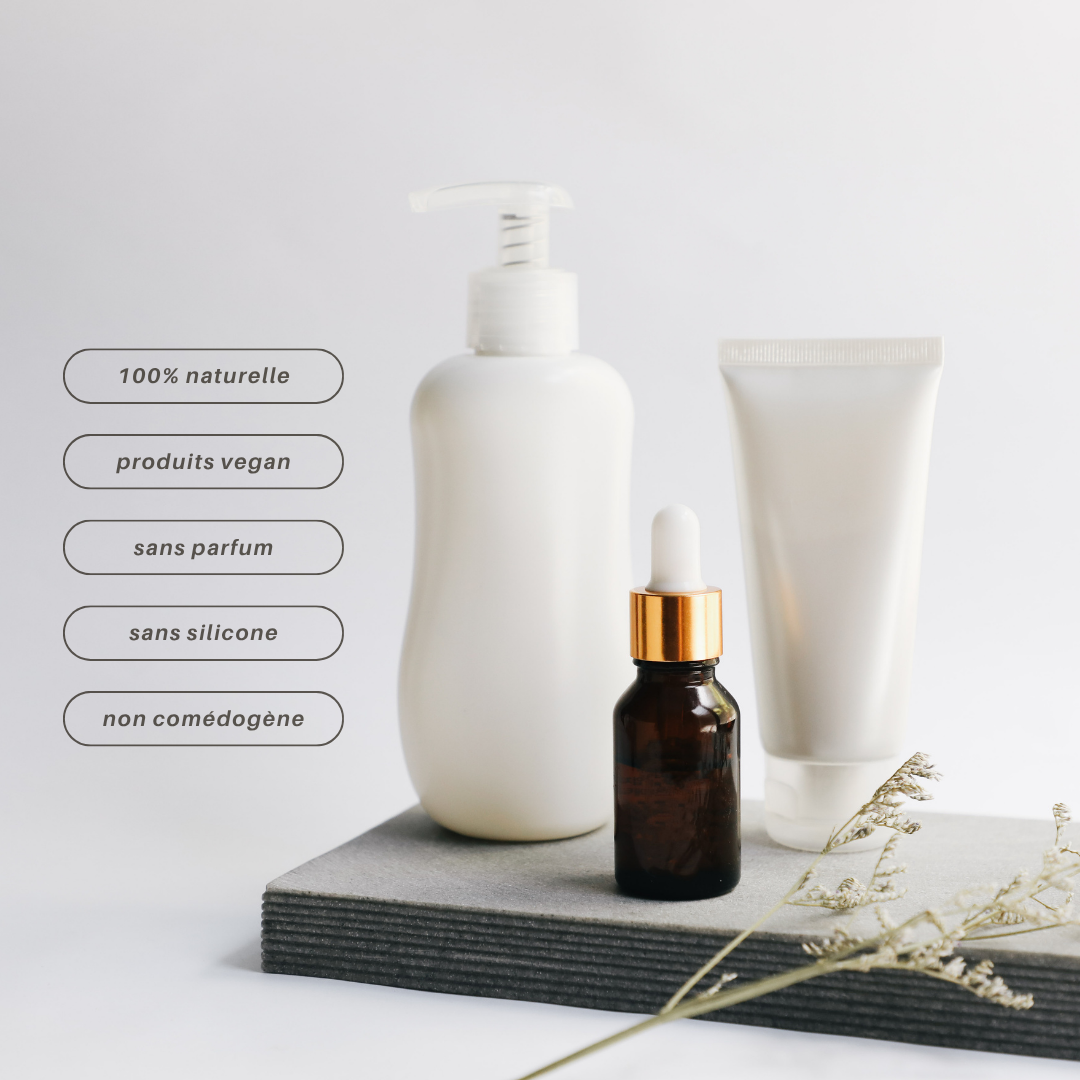 100% naturelle
produits vegan
sans parfum
sans silicone
non comédogène